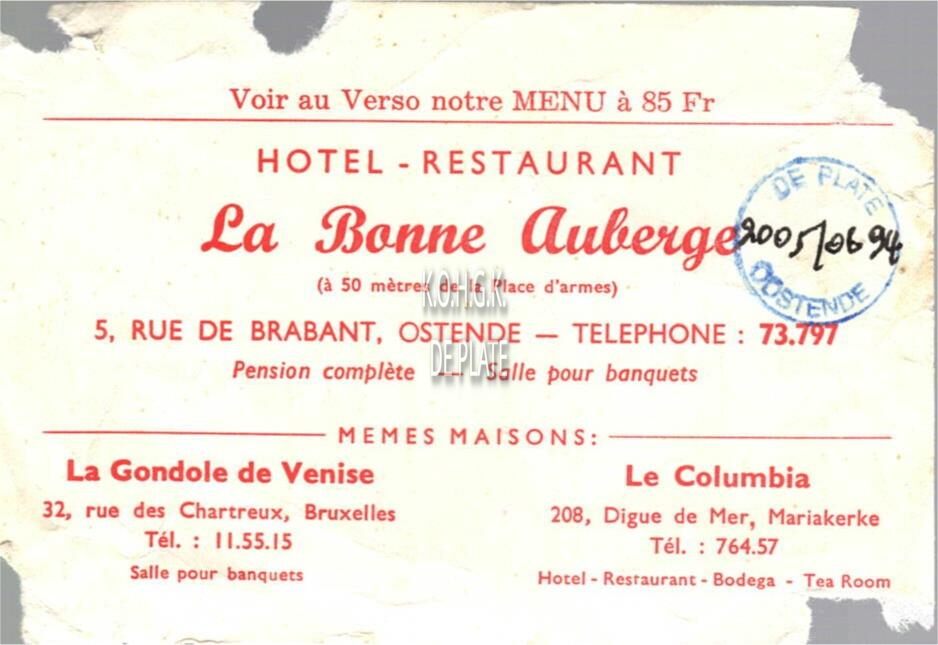 Voir au Verso notre MENU à 85 Fr
HOTEL - RESTAURANT
La Bonne Auberge
(à 50 mètres de la Place d'armes)
5, RUE DE BRABANT, OSTENDE — TELEPHONE : 73.797
Pension complète -- Salle pour banquets
DE PLATE
2005/0694
OOSTENDE
K.O.H.G.K.
DE PLATE
MEMES MAISONS:
La Gondole de Venise
32, rue des Chartreux, Bruxelles
Tél. : 11.55.15
Salle pour banquets
Le Columbia
208, Digue de Mer, Mariakerke
Tél. : 764.57
Hotel - Restaurant - Bodega - Tea Room